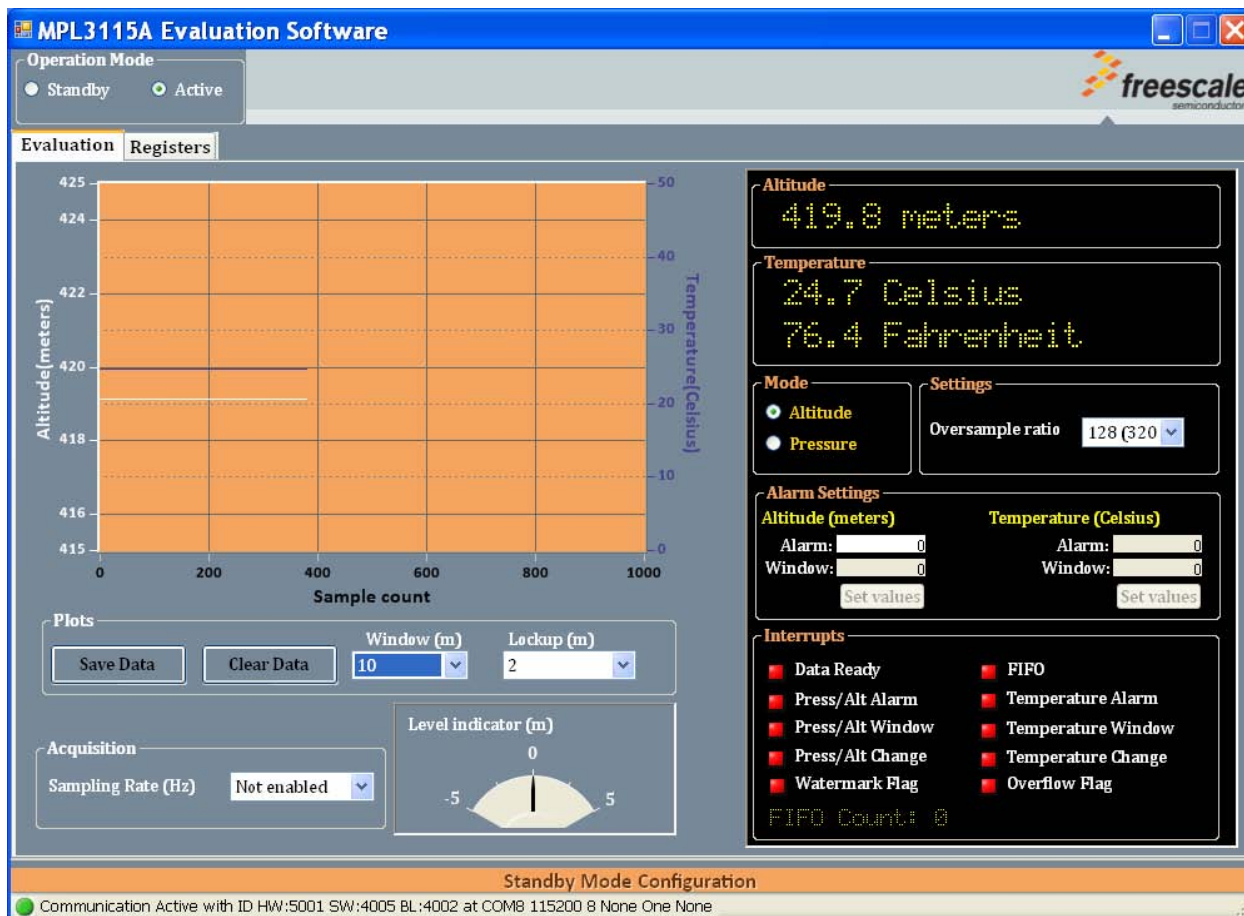 MPL3115A Evaluation Software
Operation Mode
Standby Active
freescale
semiconductor
Evaluation Registers
425
424
422
420
418
416
415
Altitude(meters)
50
40
30
20
10
0
Temperature(Celsius)
0 200 400 600 800 1000
Sample count
Plots
Save Data Clear Data
Window (m)
10
Lockup (m)
2
Acquisition
Sampling Rate (Hz) Not enabled
Level indicator (m)
0
-5 5
Altitude
419.8 meters
Temperature
24.7 Celsius
76.4 Fahrenheit
Mode
Altitude
Pressure
Settings
Oversample ratio 128 (320
Alarm Settings
Altitude (meters) Temperature (Celsius)
Alarm: 0 Alarm: 0
Window: 0 Window: 0
Set values Set values
Interrupts
Data Ready FIFO
Press/Alt Alarm Temperature Alarm
Press/Alt Window Temperature Window
Press/Alt Change Temperature Change
Watermark Flag Overflow Flag
FIFO Count: 0
Standby Mode Configuration
Communication Active with ID HW:5001 SW:4005 BL:4002 at COM8 115200 8 None One None